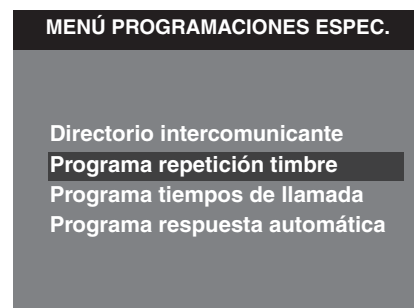 MENÚ PROGRAMACIONES ESPEC.
Directorio intercomunicante
Programa repetición timbre
Programa tiempos de llamada
Programa respuesta automática